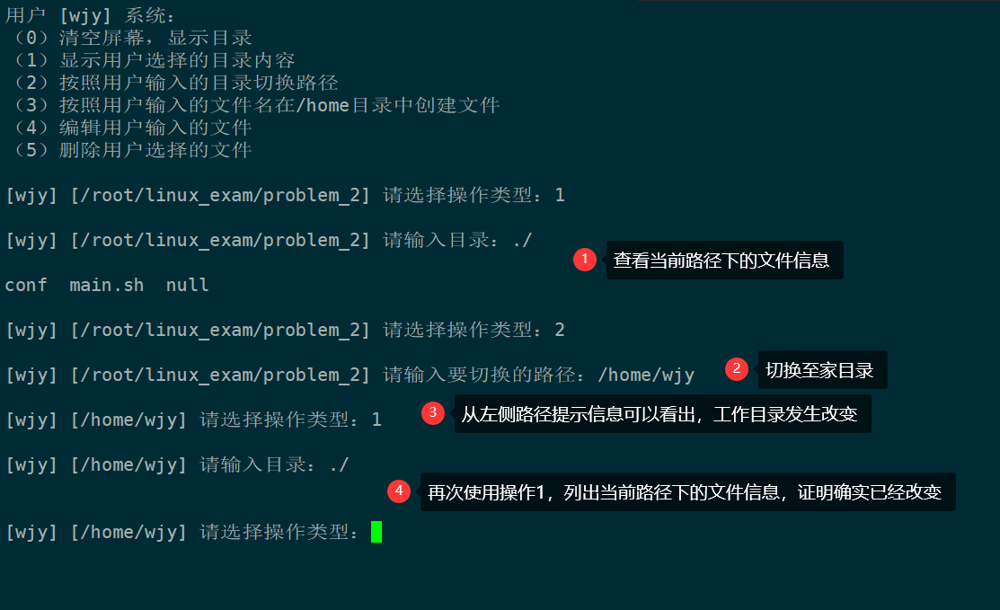 用户 [wjy] 系统：
（0）清空屏幕，显示目录
（1）显示用户选择的目录内容
（2）按照用户输入的目录切换路径
（3）按照用户输入的文件名在/home目录中创建文件
（4）编辑用户输入的文件
（5）删除用户选择的文件
[wjy] [/root/linux_exam/problem_2] 请选择操作类型：1
[wjy] [/root/linux_exam/problem_2] 请输入目录：./
1 查看当前路径下的文件信息
conf  main.sh  null
[wjy] [/root/linux_exam/problem_2] 请选择操作类型：2
[wjy] [/root/linux_exam/problem_2] 请输入要切换的路径：/home/wjy
2 切换至家目录
[wjy] [/home/wjy] 请选择操作类型：1
3 从左侧路径提示信息可以看出，工作目录发生改变
[wjy] [/home/wjy] 请输入目录：./
4 再次使用操作1，列出当前路径下的文件信息，证明确实已经改变
[wjy] [/home/wjy] 请选择操作类型：